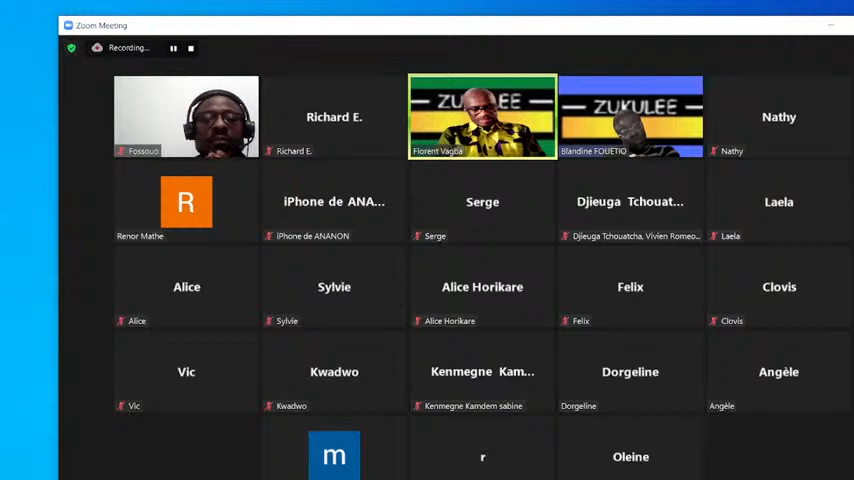 Zoom Meeting
Recording...
ZUKULEE
ZUKULEE
Richard E.
Nathy
Fossouo
Richard E.
Florent Vagba
Blandine FOUETIO
Nathy
R
iPhone de ANA...
Serge
Djieuga Tchouat...
Laela
Renor Mathe
iPhone de ANANON
Serge
Djieuga Tchouatcha, Vivien Romeo...
Laela
Alice
Sylvie
Alice Horikare
Felix
Clovis
Alice
Sylvie
Alice Horikare
Felix
Clovis
Vic
Kwadwo
Kenmegne Kam...
Dorgeline
Angèle
Vic
Kwadwo
Kenmegne Kamdem sabine
Dorgeline
Angèle
m
r
Oleine